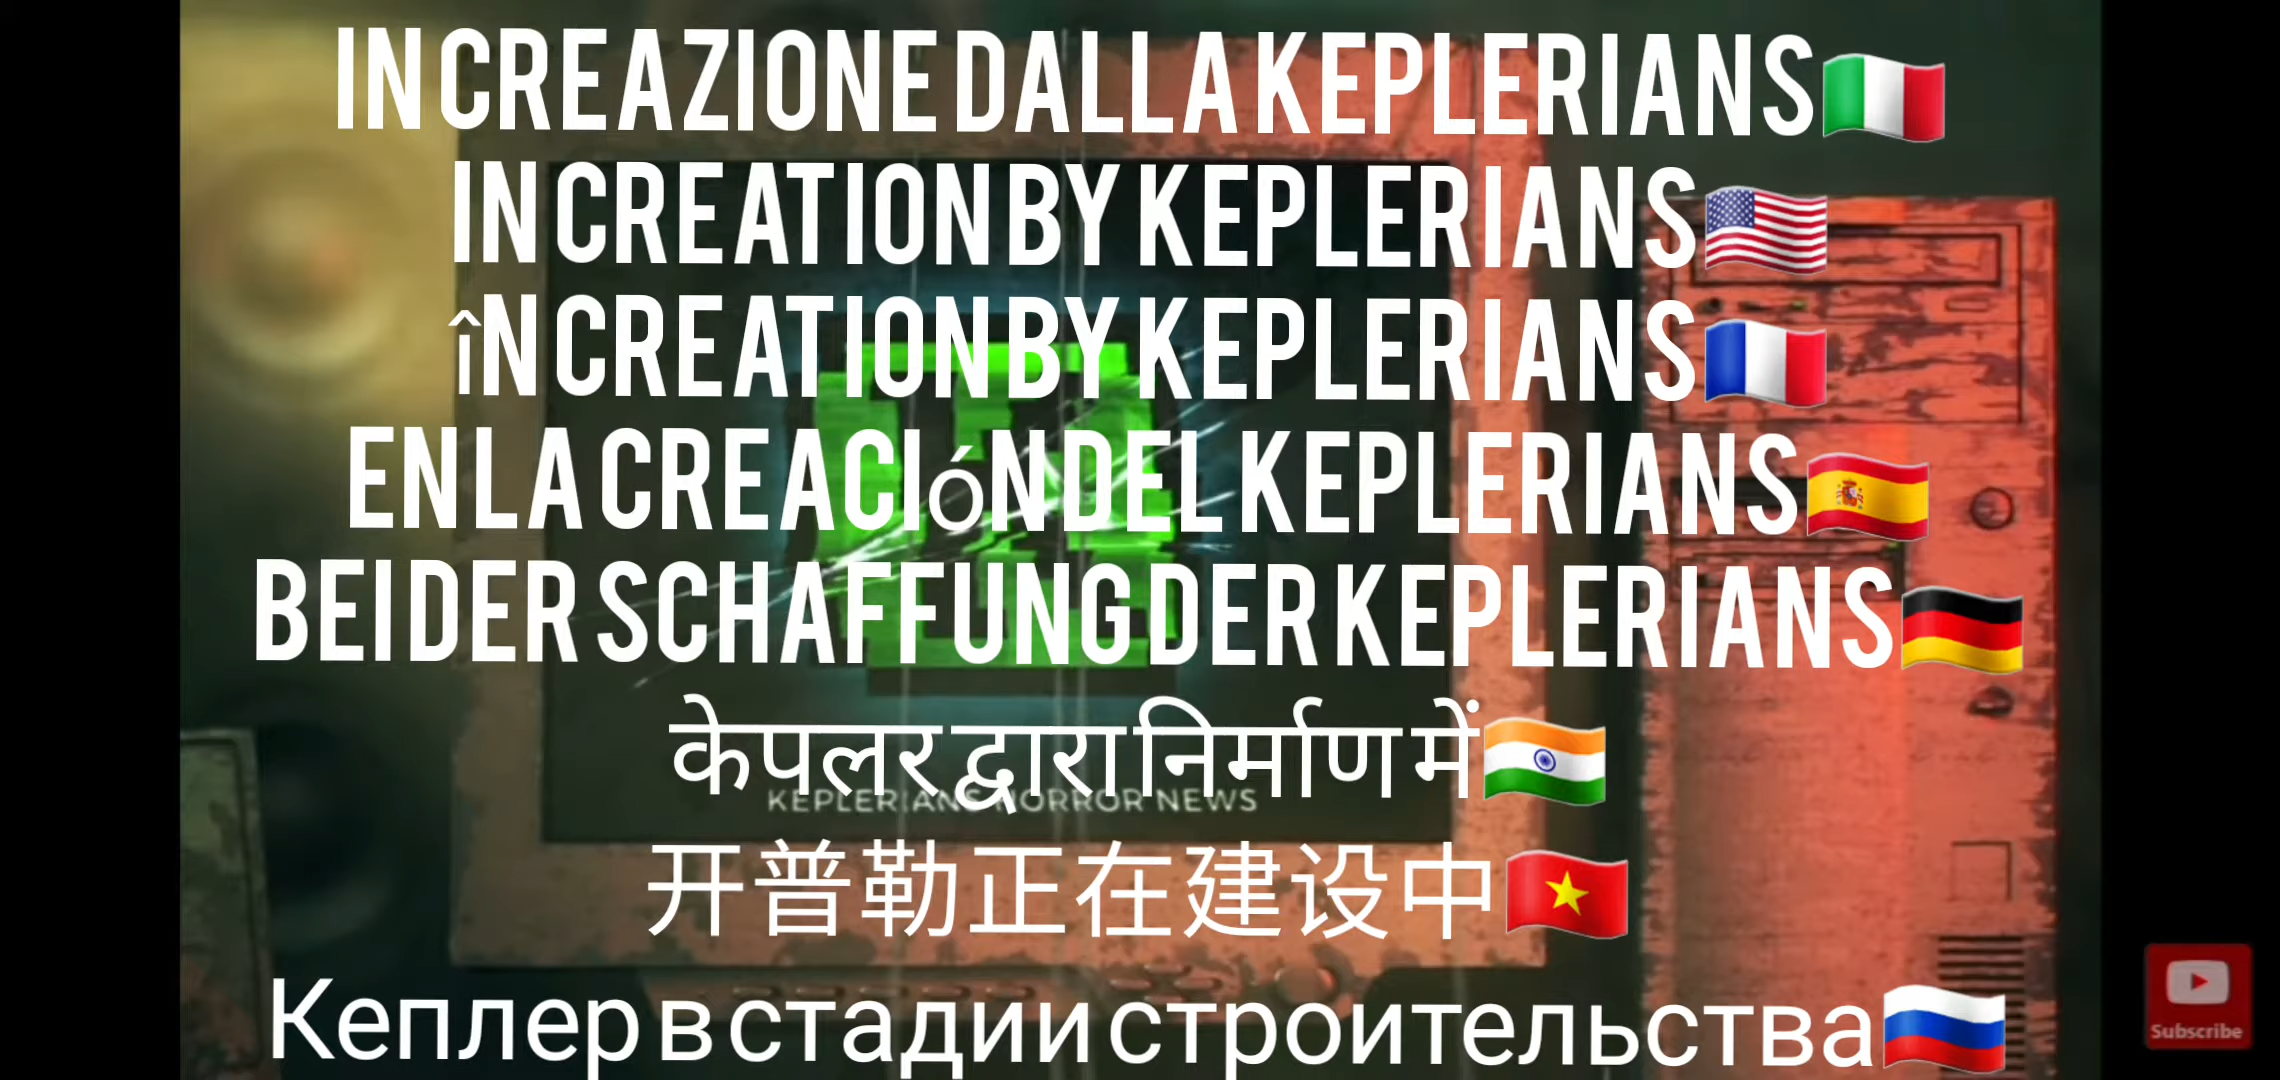 IN CREAZIONE DALLA KEPLERIANS🇮🇹
IN CREATION BY KEPLERIANS🇺🇸
îN CREATION BY KEPLERIANS🇫🇷
EN LA CREACIóN DEL KEPLERIANS🇪🇸
BEI DER SCHAFFUNG DER KEPLERIANS🇩🇪
केपलर द्वारा निर्माण में🇮🇳
KEPLERIANS HORROR NEWS
开普勒正在建设中🇻🇳
Кеплер в стадии строительства🇷🇺
Subscribe